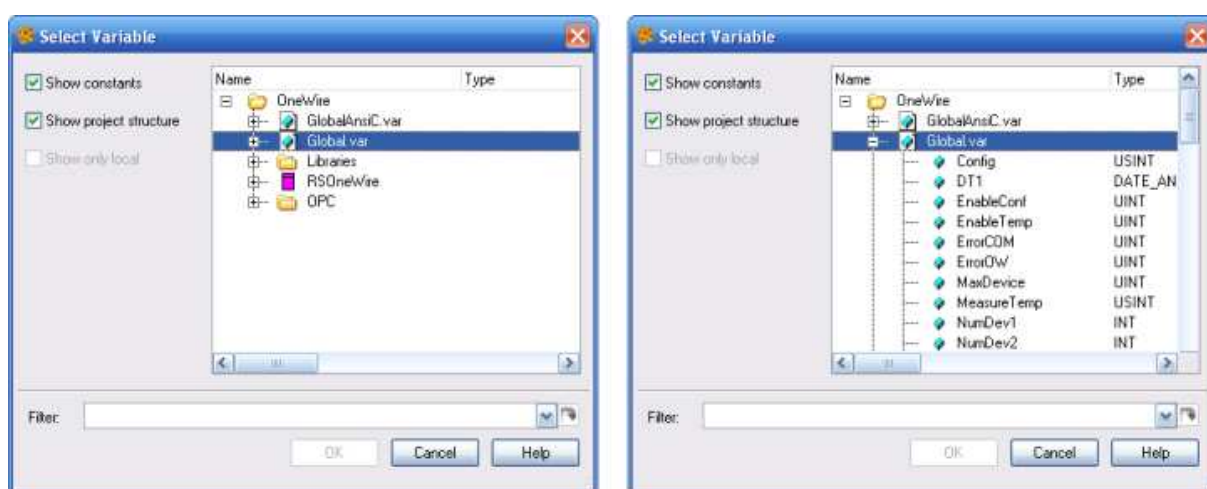 Select Variable
Show constants
Show project structure
Show only local
Name Type
OneWire
GlobalAnsiC.var
Global.var
Libraries
RSOneWire
OPC
Filter:
OK Cancel Help
Select Variable
Show constants
Show project structure
Show only local
Name Type
OneWire
GlobalAnsiC.var
Global.var
Config USINT
DT1 DATE_AN
EnableConf UINT
EnableTemp UINT
ErrorCOM UINT
ErrorOW UINT
MaxDevice UINT
MeasureTemp USINT
NumDev1 INT
NumDev2 INT
Filter:
OK Cancel Help